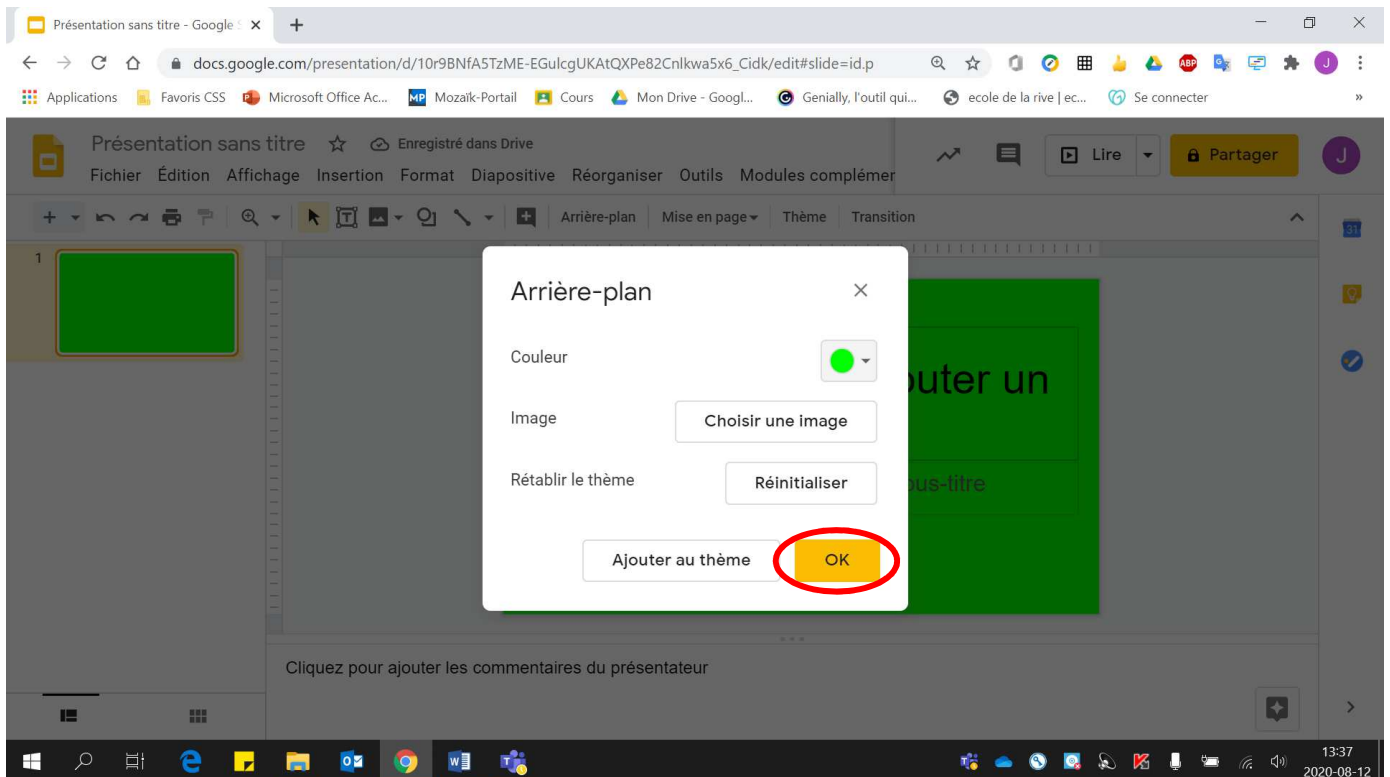 Présentation sans titre - Google S
docs.google.com/presentation/d/10r9BNfA5TzME-EGulcgUKAtQXPe82Cnlkwa5x6_Cidk/edit#slide=id.p
ABP
J
Applications
Favoris CSS
Microsoft Office Ac...
MP
Mozaïk-Portail
Cours
Mon Drive - Googl...
Genially, l'outil qui...
ecole de la rive | ec...
Se connecter
»
Présentation sans titre
Enregistré dans Drive
Lire
Partager
J
Fichier Édition Affichage Insertion Format Diapositive Réorganiser Outils Modules complémer
Arrière-plan
Mise en page
Thème
Transition
31
1
Arrière-plan
Couleur
outer un
Image
Choisir une image
Rétablir le thème
Réinitialiser
ous-titre
Ajouter au thème
OK
Cliquez pour ajouter les commentaires du présentateur
13:37
2020-08-12